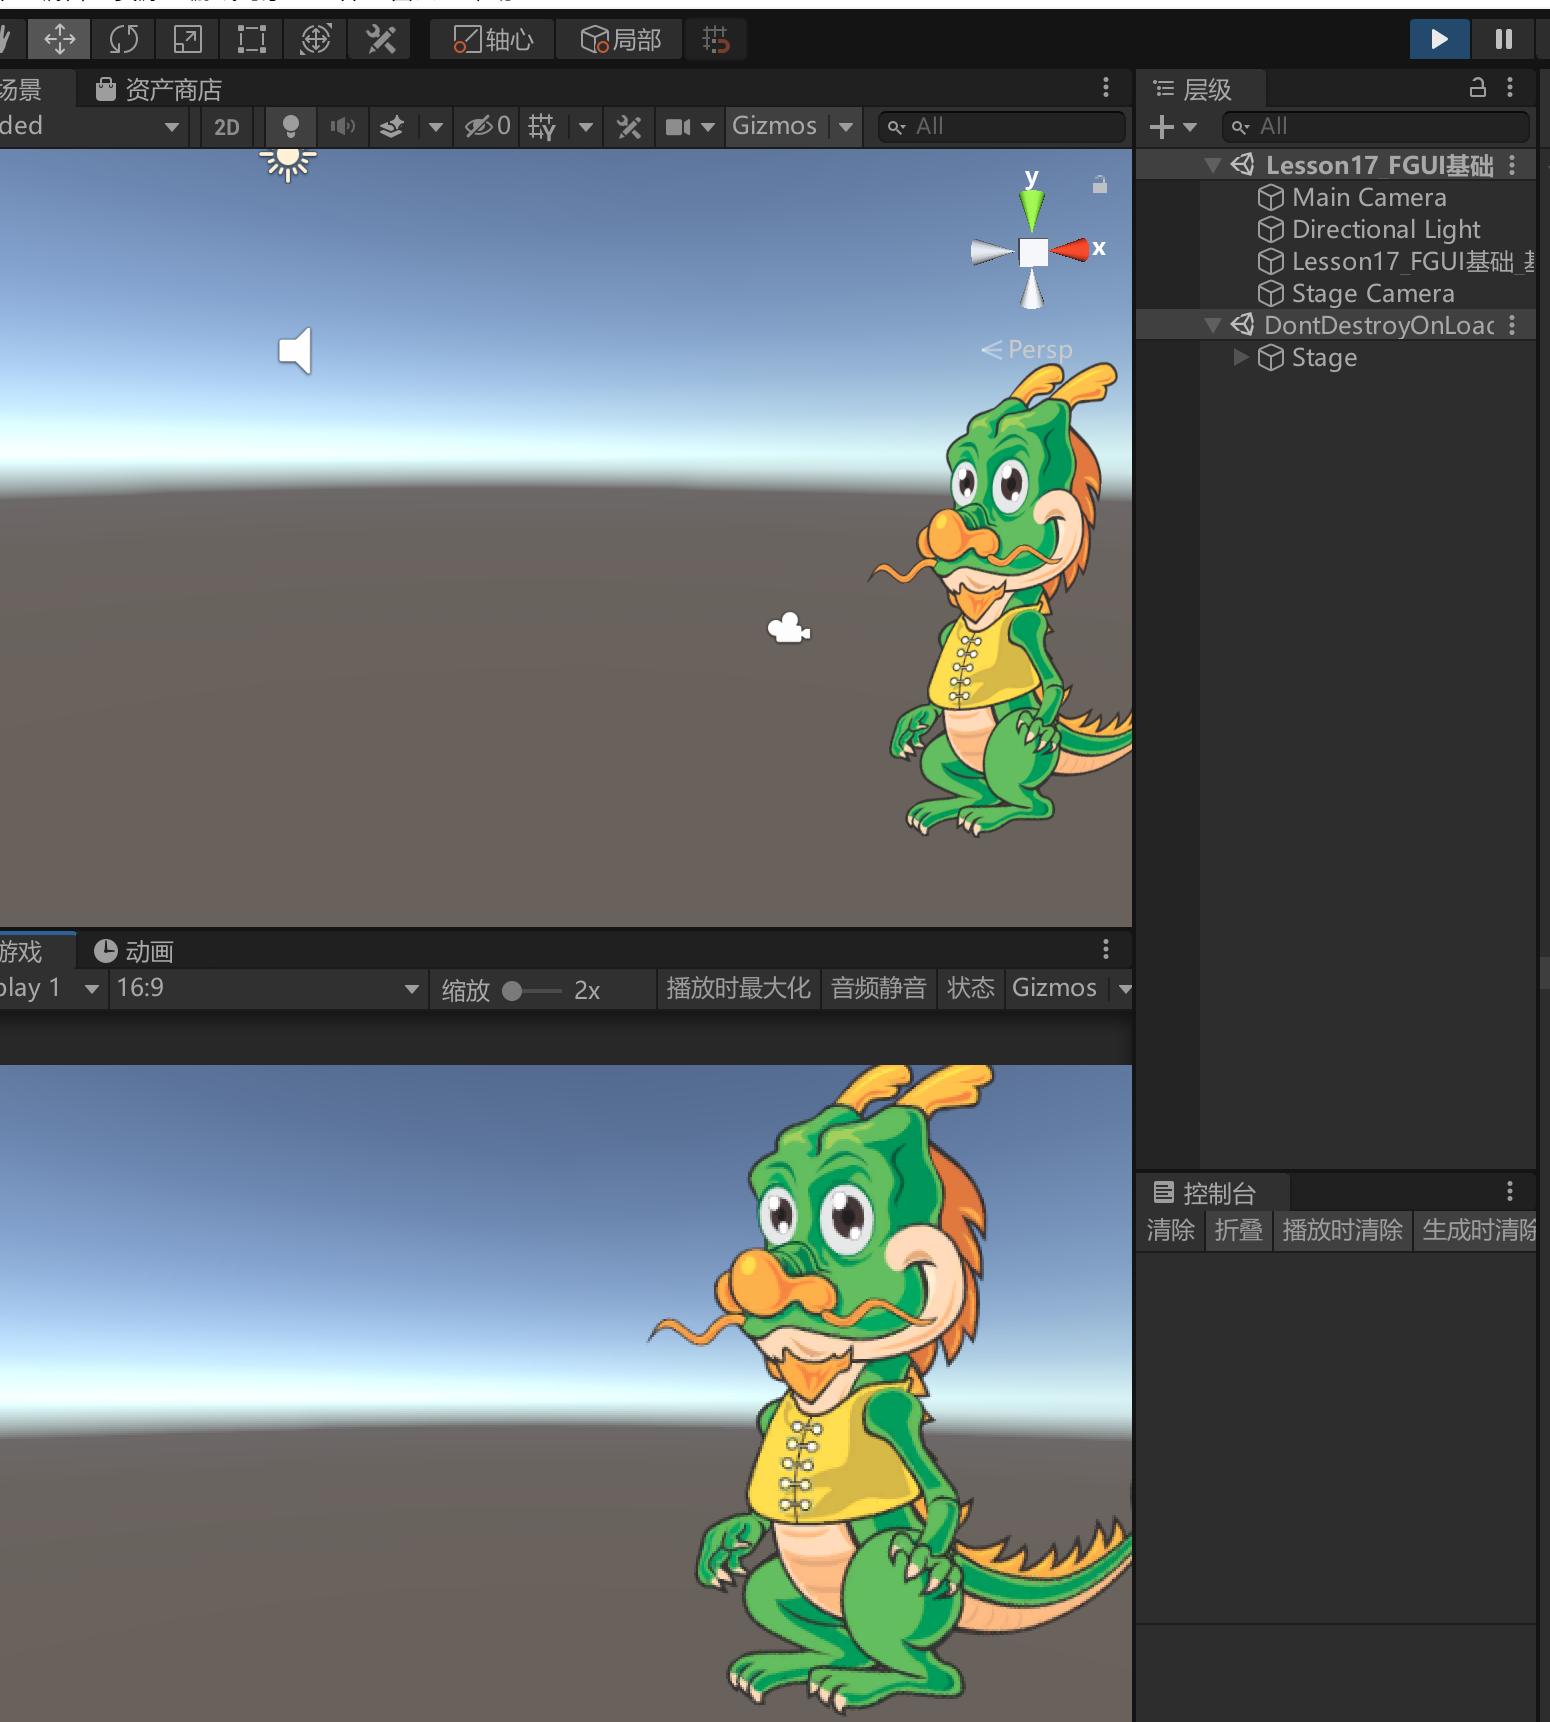 轴心
局部
场景
资产商店
ded
2D
0
Gizmos
All
y
x
Persp
游戏
动画
play 1
16:9
缩放
2x
播放时最大化
音频静音
状态
Gizmos
层级
All
Lesson17_FGUI基础
Main Camera
Directional Light
Lesson17_FGUI基础_基
Stage Camera
DontDestroyOnLoad
Stage
控制台
清除
折叠
播放时清除
生成时清除